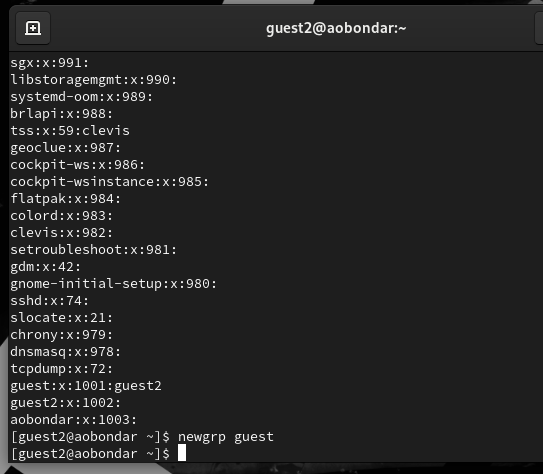 guest2@aobondar:~
sgx:x:991:
libstoragemgmt:x:990:
systemd-oom:x:989:
brlapi:x:988:
tss:x:59:clevis
geoclue:x:987:
cockpit-ws:x:986:
cockpit-wsinstance:x:985:
flatpak:x:984:
colord:x:983:
clevis:x:982:
setroubleshoot:x:981:
gdm:x:42:
gnome-initial-setup:x:980:
sshd:x:74:
slocate:x:21:
chrony:x:979:
dnsmasq:x:978:
tcpdump:x:72:
guest:x:1001:guest2
guest2:x:1002:
aobondar:x:1003:
[guest2@aobondar ~]$ newgrp guest
[guest2@aobondar ~]$